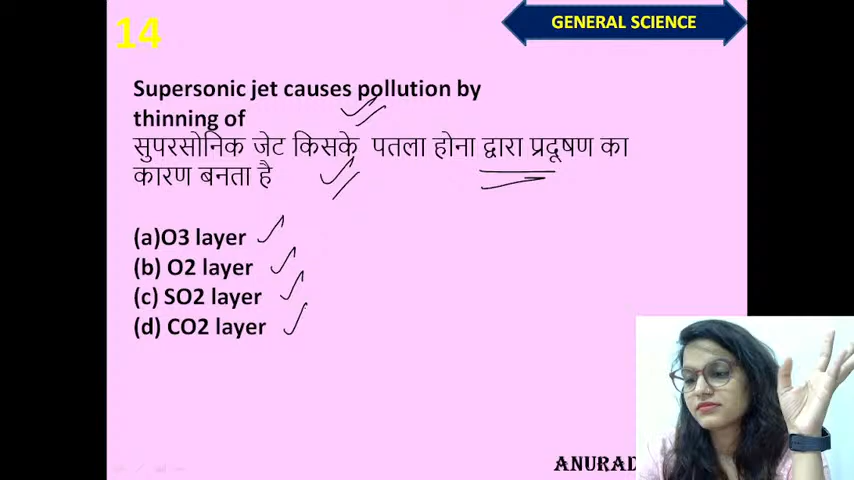 14
GENERAL SCIENCE
Supersonic jet causes pollution by
thinning of
सुपरसोनिक जेट किसके पतला होना द्वारा प्रदूषण का
कारण बनता है
(a)O3 layer
(b) O2 layer
(c) SO2 layer
(d) CO2 layer